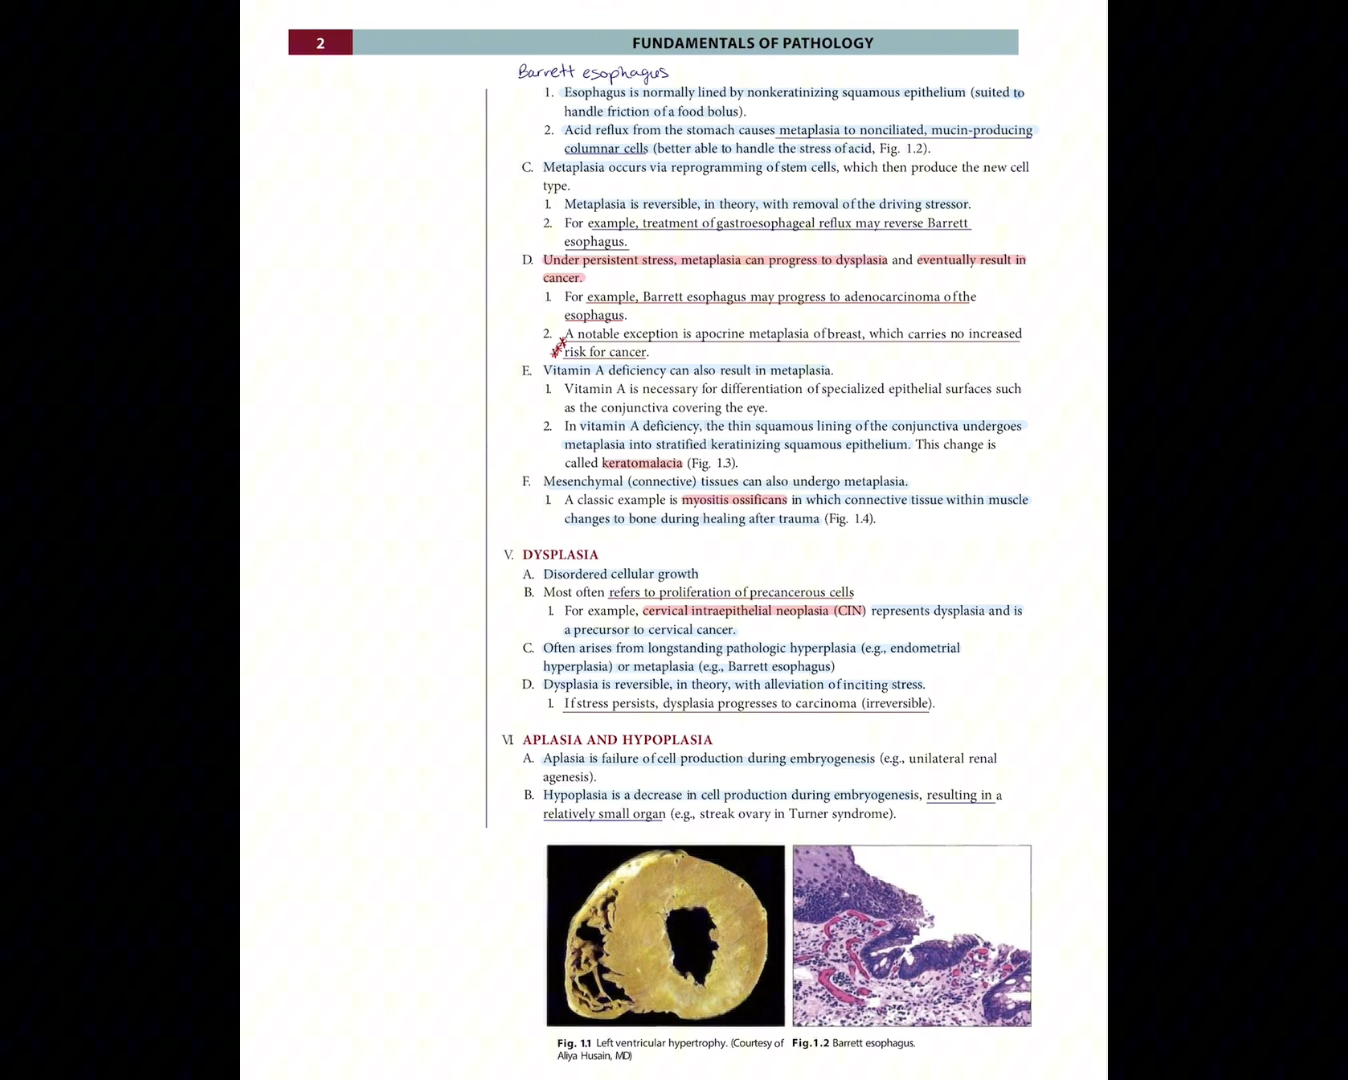 2
FUNDAMENTALS OF PATHOLOGY
Barrett esophagus
1. Esophagus is normally lined by nonkeratinizing squamous epithelium (suited to
handle friction of a food bolus).
2. Acid reflux from the stomach causes metaplasia to nonciliated, mucin-producing
columnar cells (better able to handle the stress of acid, Fig. 1.2).
C. Metaplasia occurs via reprogramming of stem cells, which then produce the new cell
type.
1. Metaplasia is reversible, in theory, with removal of the driving stressor.
2. For example, treatment of gastroesophageal reflux may reverse Barrett
esophagus.
D. Under persistent stress, metaplasia can progress to dysplasia and eventually result in
cancer.
1. For example, Barrett esophagus may progress to adenocarcinoma of the
esophagus.
2. A notable exception is apocrine metaplasia of breast, which carries no increased
risk for cancer.
E. Vitamin A deficiency can also result in metaplasia.
1. Vitamin A is necessary for differentiation of specialized epithelial surfaces such
as the conjunctiva covering the eye.
2. In vitamin A deficiency, the thin squamous lining of the conjunctiva undergoes
metaplasia into stratified keratinizing squamous epithelium. This change is
called keratomalacia (Fig. 1.3).
F. Mesenchymal (connective) tissues can also undergo metaplasia.
1. A classic example is myositis ossificans in which connective tissue within muscle
changes to bone during healing after trauma (Fig. 1.4).
V. DYSPLASIA
A. Disordered cellular growth
B. Most often refers to proliferation of precancerous cells
1. For example, cervical intraepithelial neoplasia (CIN) represents dysplasia and is
a precursor to cervical cancer.
C. Often arises from longstanding pathologic hyperplasia (e.g., endometrial
hyperplasia) or metaplasia (e.g., Barrett esophagus)
D. Dysplasia is reversible, in theory, with alleviation of inciting stress.
1. If stress persists, dysplasia progresses to carcinoma (irreversible).
VI APLASIA AND HYPOPLASIA
A. Aplasia is failure of cell production during embryogenesis (e.g., unilateral renal
agenesis).
B. Hypoplasia is a decrease in cell production during embryogenesis, resulting in a
relatively small organ (e.g., streak ovary in Turner syndrome).
Fig. 1.1 Left ventricular hypertrophy. (Courtesy of
Aliya Husain, MD)
Fig.1.2 Barrett esophagus.